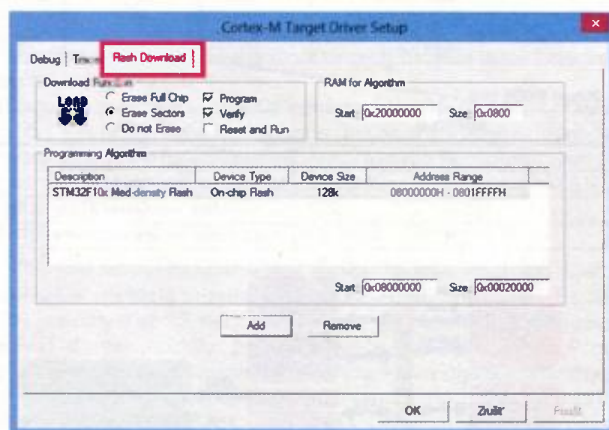 Cortex-M Target Driver Setup
Debug
Flash Download
Download
RAM for Algorithm
LOAD
Erase Full Chip
Program
Erase Sectors
Verify
Do not Erase
Reset and Run
Start 0x20000000 Size 0x0800
Programming Algorithm
Description Device Type Device Size Address Range
STM32F10x Med-density Flash On-chip Flash 128k 08000000H - 0801FFFFH
Start 0x08000000 Size 0x00020000
Add Remove
OK Zrušit Použít